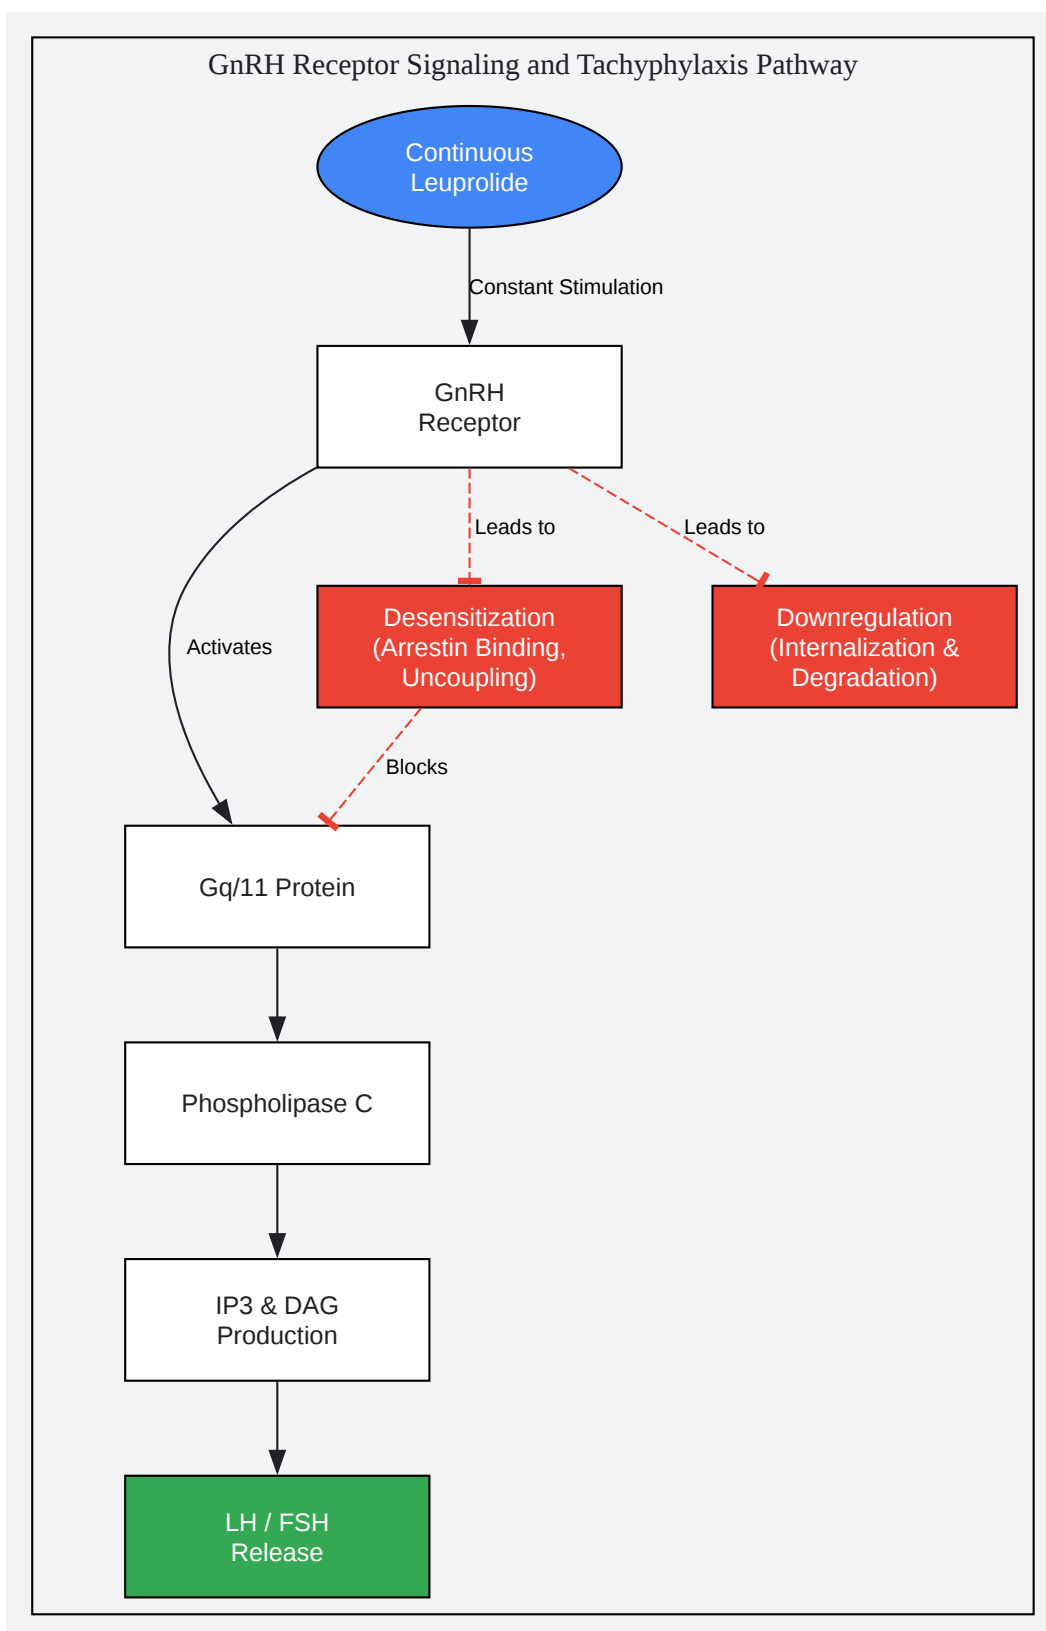 GnRH Receptor Signaling and Tachyphylaxis Pathway
Continuous
Leuprolide
Constant Stimulation
GnRH
Receptor
Leads to
Leads to
Activates
Desensitization
(Arrestin Binding,
Uncoupling)
Downregulation
(Internalization &
Degradation)
Blocks
Gq/11 Protein
Phospholipase C
IP3 & DAG
Production
LH / FSH
Release